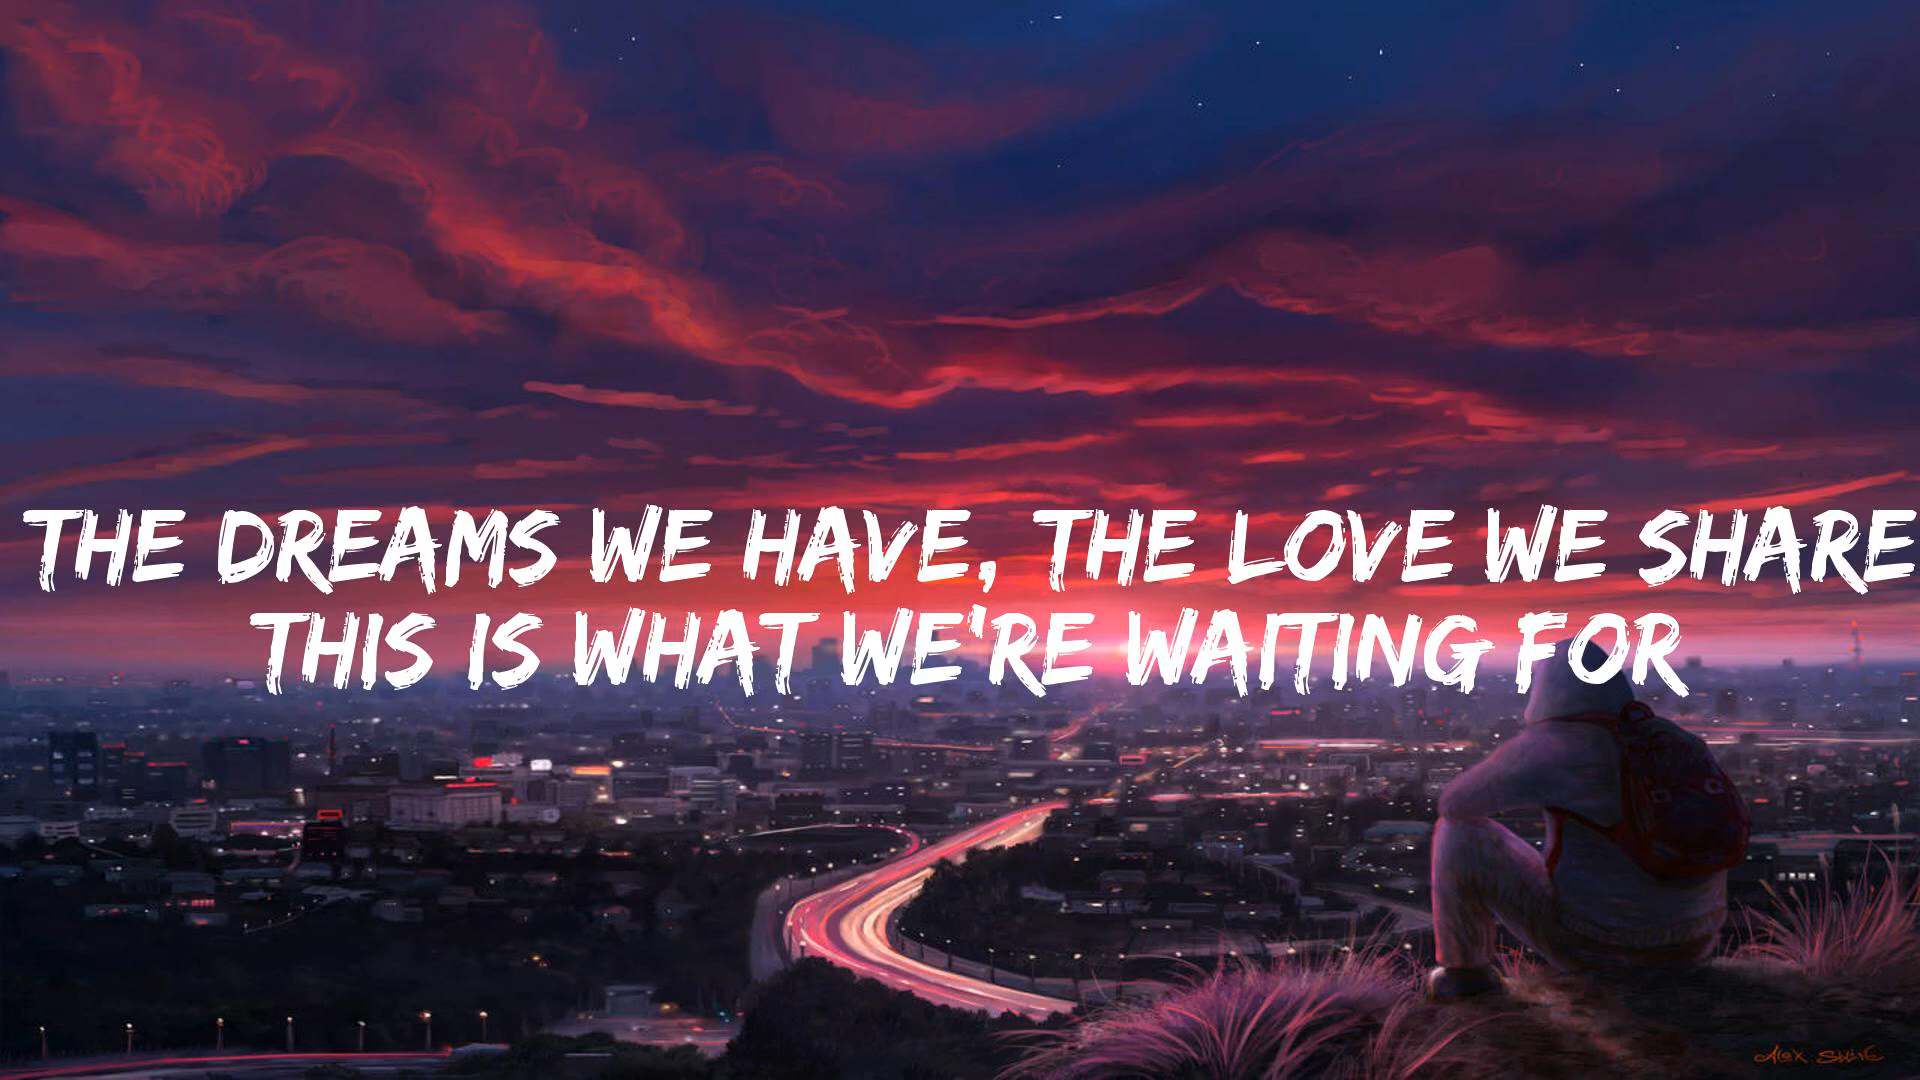 THE DREAMS WE HAVE, THE LOVE WE SHARE
THIS IS WHAT WE'RE WAITING FOR